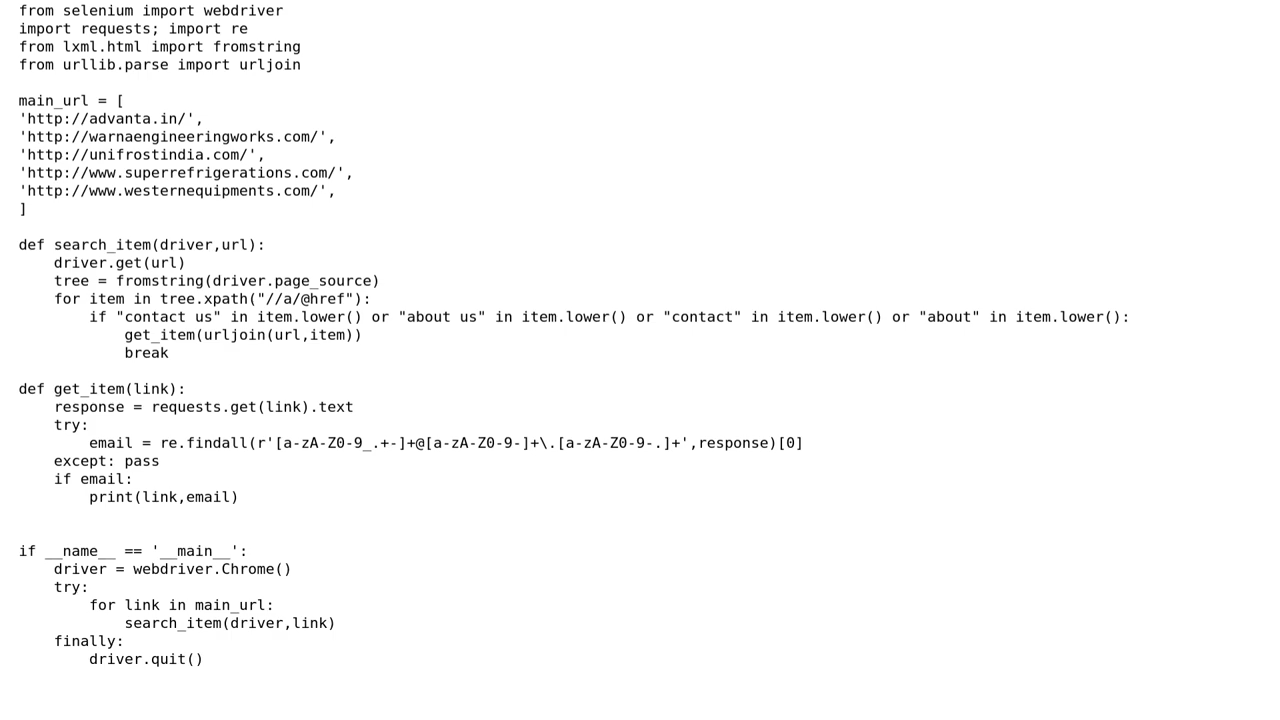 from selenium import webdriver
import requests; import re
from lxml.html import fromstring
from urllib.parse import urljoin

main_url = [
'http://advanta.in/',
'http://warnaengineeringworks.com/',
'http://unifrostindia.com/',
'http://www.superrefrigerations.com/',
'http://www.westernequipments.com/',
]

def search_item(driver,url):
    driver.get(url)
    tree = fromstring(driver.page_source)
    for item in tree.xpath("//a/@href"):
        if "contact us" in item.lower() or "about us" in item.lower() or "contact" in item.lower() or "about" in item.lower():
            get_item(urljoin(url,item))
            break

def get_item(link):
    response = requests.get(link).text
    try:
        email = re.findall(r'[a-zA-Z0-9_.+-]+@[a-zA-Z0-9-]+\.[a-zA-Z0-9-.]+',response)[0]
    except: pass
    if email:
        print(link,email)


if __name__ == '__main__':
    driver = webdriver.Chrome()
    try:
        for link in main_url:
            search_item(driver,link)
    finally:
        driver.quit()